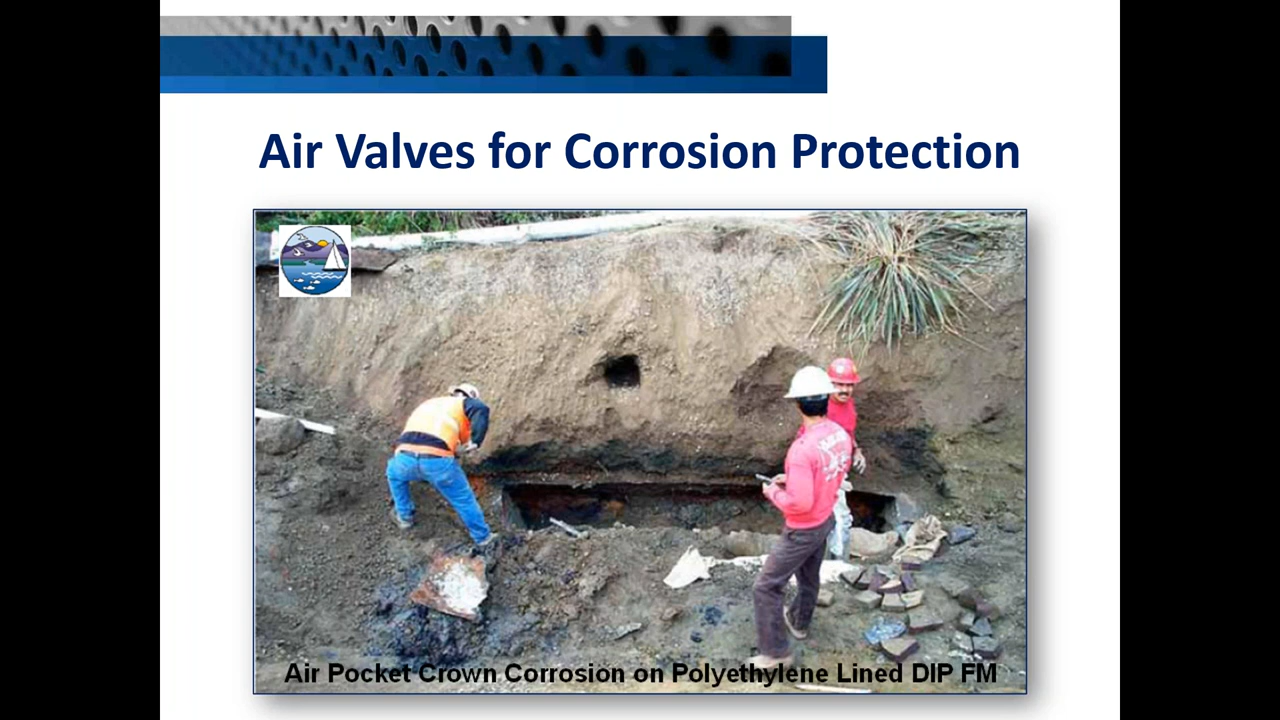 Air Valves for Corrosion Protection
Air Pocket Crown Corrosion on Polyethylene Lined DIP FM